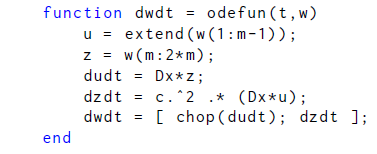 function dwdt = odefun(t,w)
u = extend(w(1:m-1));
z = w(m:2*m);
dudt = Dx*z;
dzdt = c.^2 .* (Dx*u);
dwdt = [ chop(dudt); dzdt ];
end